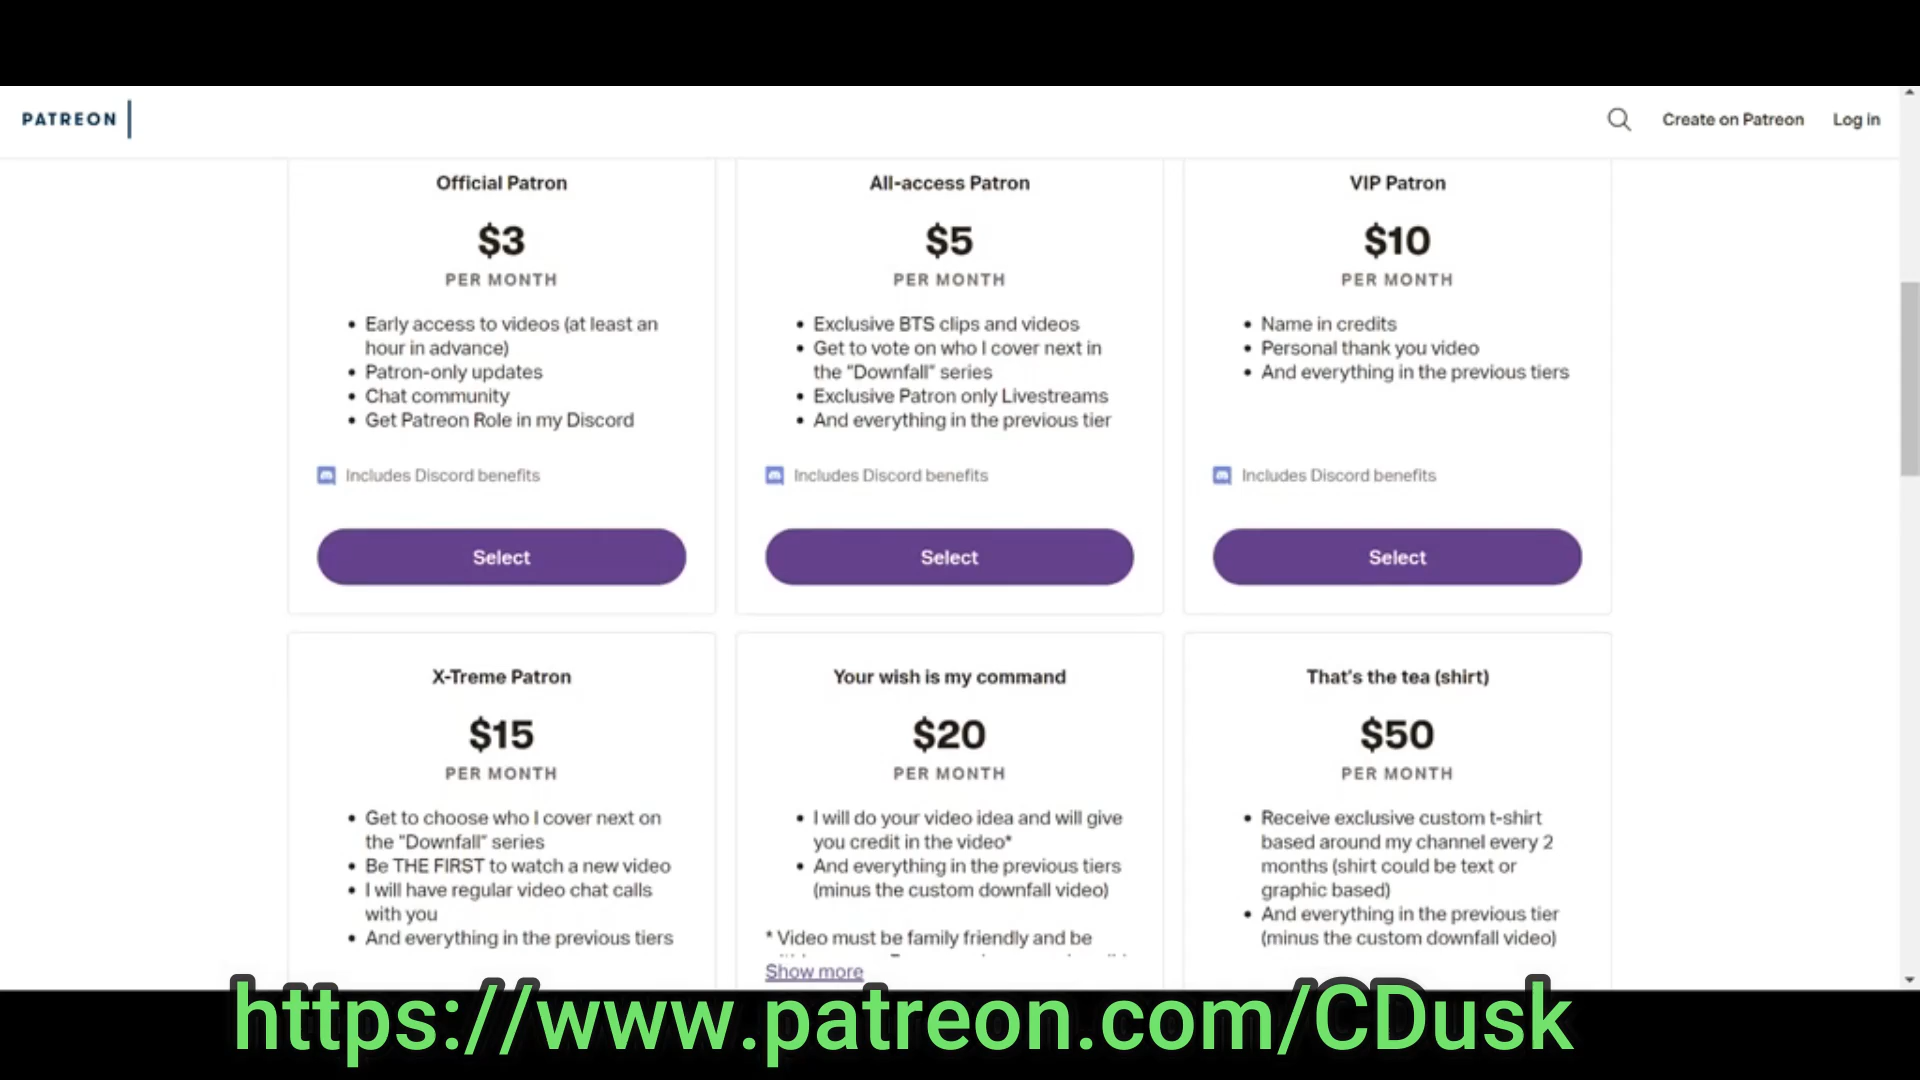 PATREON
Create on Patreon
Log in
Official Patron
$3
PER MONTH
• Early access to videos (at least an
hour in advance)
• Patron-only updates
• Chat community
• Get Patreon Role in my Discord
Includes Discord benefits
Select
All-access Patron
$5
PER MONTH
• Exclusive BTS clips and videos
• Get to vote on who I cover next in
the "Downfall" series
• Exclusive Patron only Livestreams
• And everything in the previous tier
Includes Discord benefits
Select
VIP Patron
$10
PER MONTH
• Name in credits
• Personal thank you video
• And everything in the previous tiers
Includes Discord benefits
Select
X-Treme Patron
$15
PER MONTH
• Get to choose who I cover next on
the "Downfall" series
• Be THE FIRST to watch a new video
• I will have regular video chat calls
with you
• And everything in the previous tiers
Your wish is my command
$20
PER MONTH
• I will do your video idea and will give
you credit in the video*
• And everything in the previous tiers
(minus the custom downfall video)
* Video must be family friendly and be
Show more
That's the tea (shirt)
$50
PER MONTH
• Receive exclusive custom t-shirt
based around my channel every 2
months (shirt could be text or
graphic based)
• And everything in the previous tier
(minus the custom downfall video)
https://www.patreon.com/CDusk